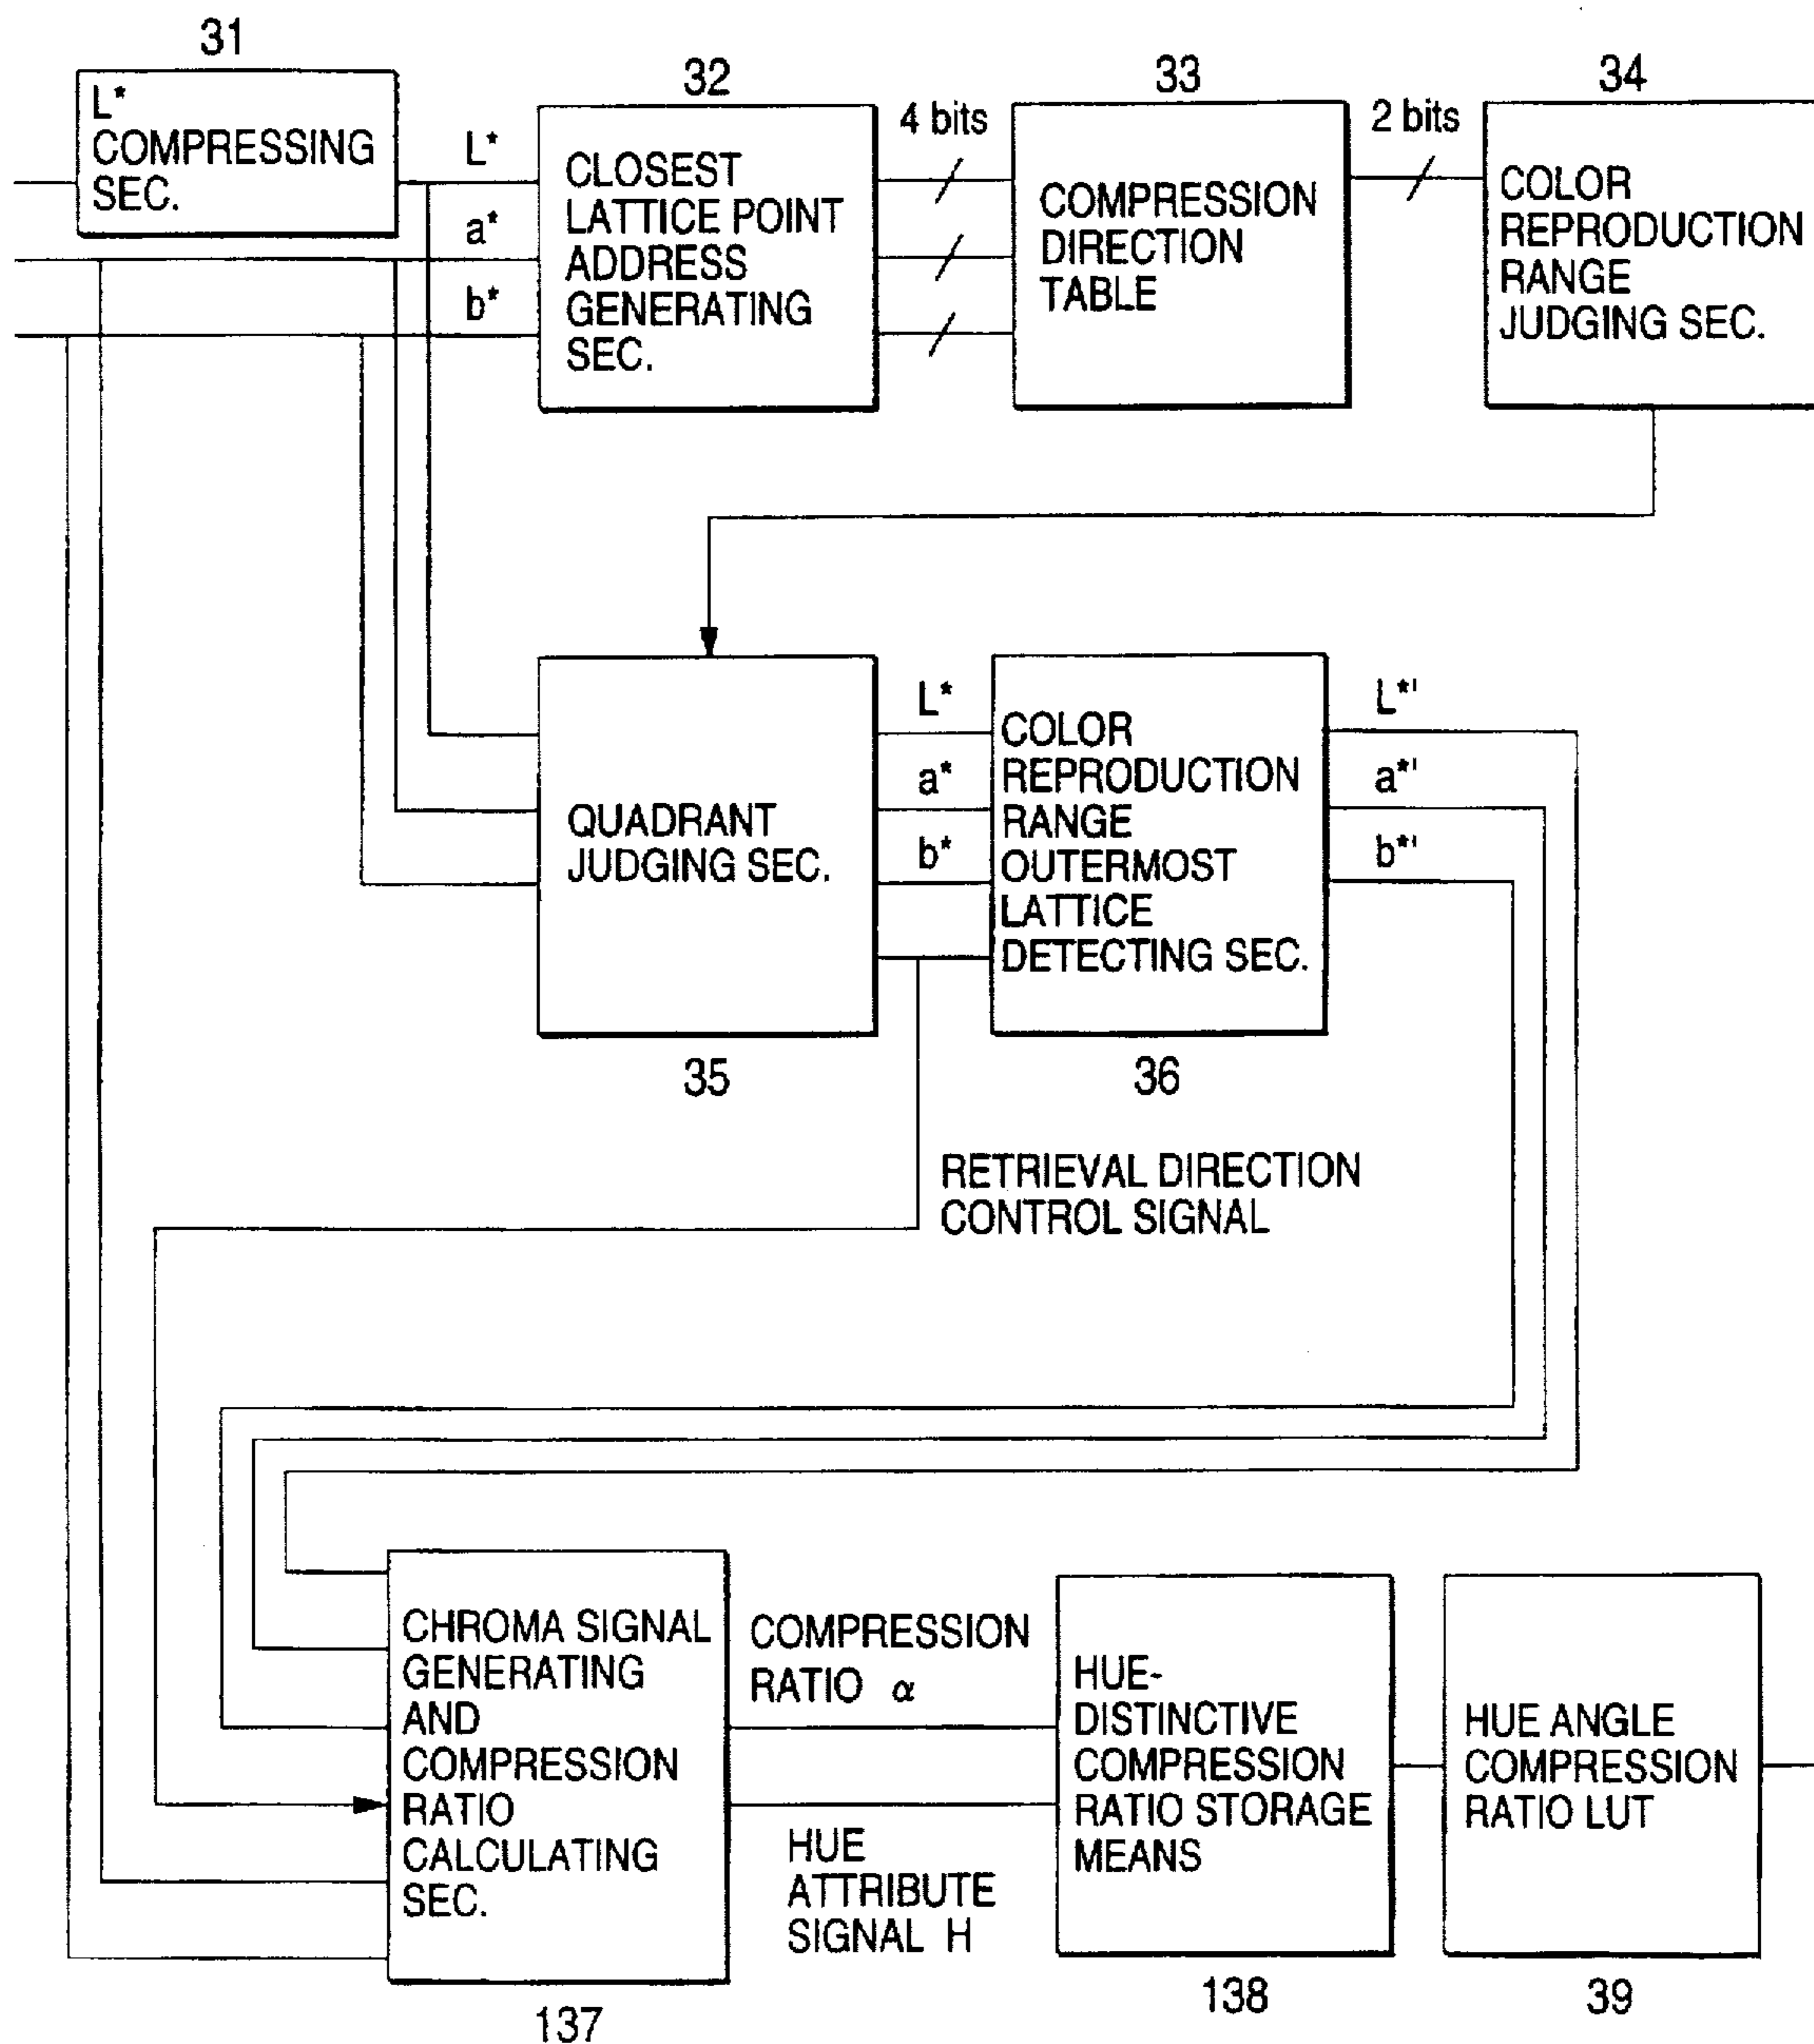 31
L*
COMPRESSING
SEC.
L*
a*
b*
32
CLOSEST
LATTICE POINT
ADDRESS
GENERATING
SEC.
4 bits
33
COMPRESSION
DIRECTION
TABLE
2 bits
34
COLOR
REPRODUCTION
RANGE
JUDGING SEC.
QUADRANT
JUDGING SEC.
35
L*
a*
b*
COLOR
REPRODUCTION
RANGE
OUTERMOST
LATTICE
DETECTING SEC.
36
L*'
a*'
b*'
RETRIEVAL DIRECTION
CONTROL SIGNAL
CHROMA SIGNAL
GENERATING
AND
COMPRESSION
RATIO
CALCULATING
SEC.
137
COMPRESSION
RATIO α
HUE
ATTRIBUTE
SIGNAL H
HUE-
DISTINCTIVE
COMPRESSION
RATIO STORAGE
MEANS
138
HUE ANGLE
COMPRESSION
RATIO LUT
39